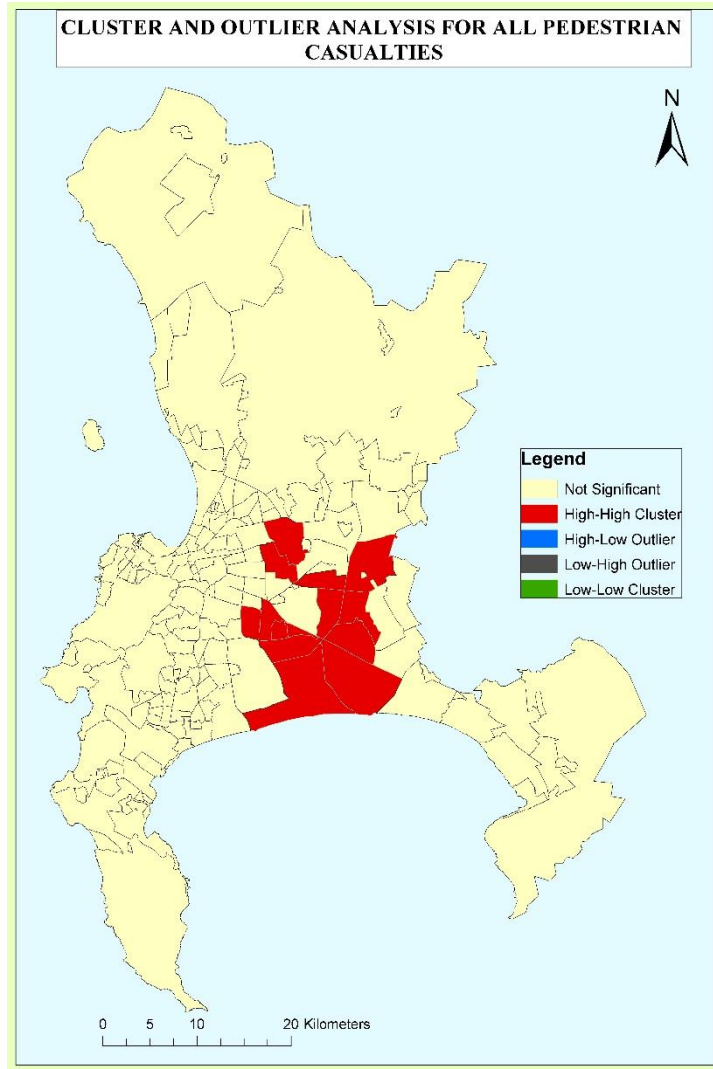 CLUSTER AND OUTLIER ANALYSIS FOR ALL PEDESTRIAN
CASUALTIES
N
Legend
Not Significant
High-High Cluster
High-Low Outlier
Low-High Outlier
Low-Low Cluster
0 5 10 20 Kilometers